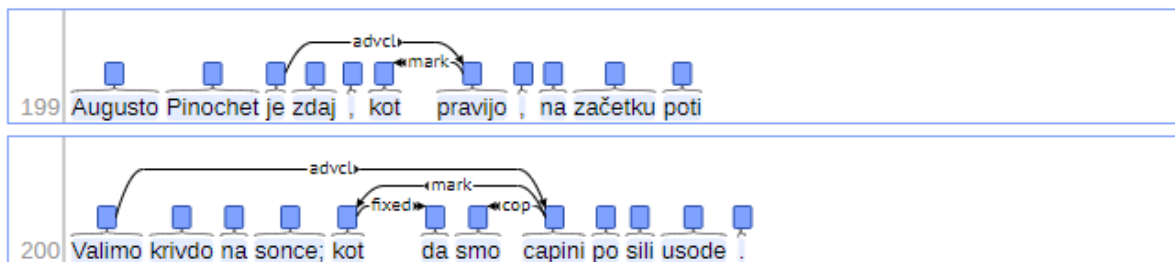 advcl
mark
199 Augusto Pinochet je zdaj , kot pravijo , na začetku poti
advcl
mark
fixed cop
200 Valimo krivdo na sonce; kot da smo capini po sili usode .